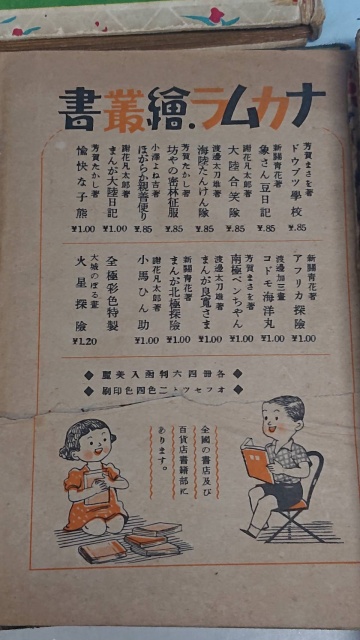 ナカムラ繪叢書
芳賀まさを著
ドウブツ學校 ¥.85
新關青花著
象さん豆日記 ¥.85
謝花凡太郎著
大陸合笑隊 ¥.85
渡邊太刀雄著
海陸たんけん隊 ¥.85
芳賀たかし著
坊やの密林征服 ¥.85
小澤よね吉著
ほがらか親善便り ¥.85
謝花凡太郎著
まんが大陸日記 ¥1.00
芳賀たかし著
愉快な子熊 ¥1.00
新關青花著
アフリカ探險 ¥1.00
渡邊加三畫
コドモ海洋丸 ¥1.00
芳賀まさを著
南極ペンちやん ¥1.00
渡邊太刀雄著
まんが良寬さま ¥1.00
新關青花著
まんが北極探險 ¥1.00
謝花凡太郎著
小馬ひん助 ¥1.00
全極彩色特製
大城のぼる畫
火星探險 ¥1.20
◆各册四六判函入美麗◆
◆オフセツト二色四色印刷◆
全國の書店及び
百貨店書籍部に
あります。